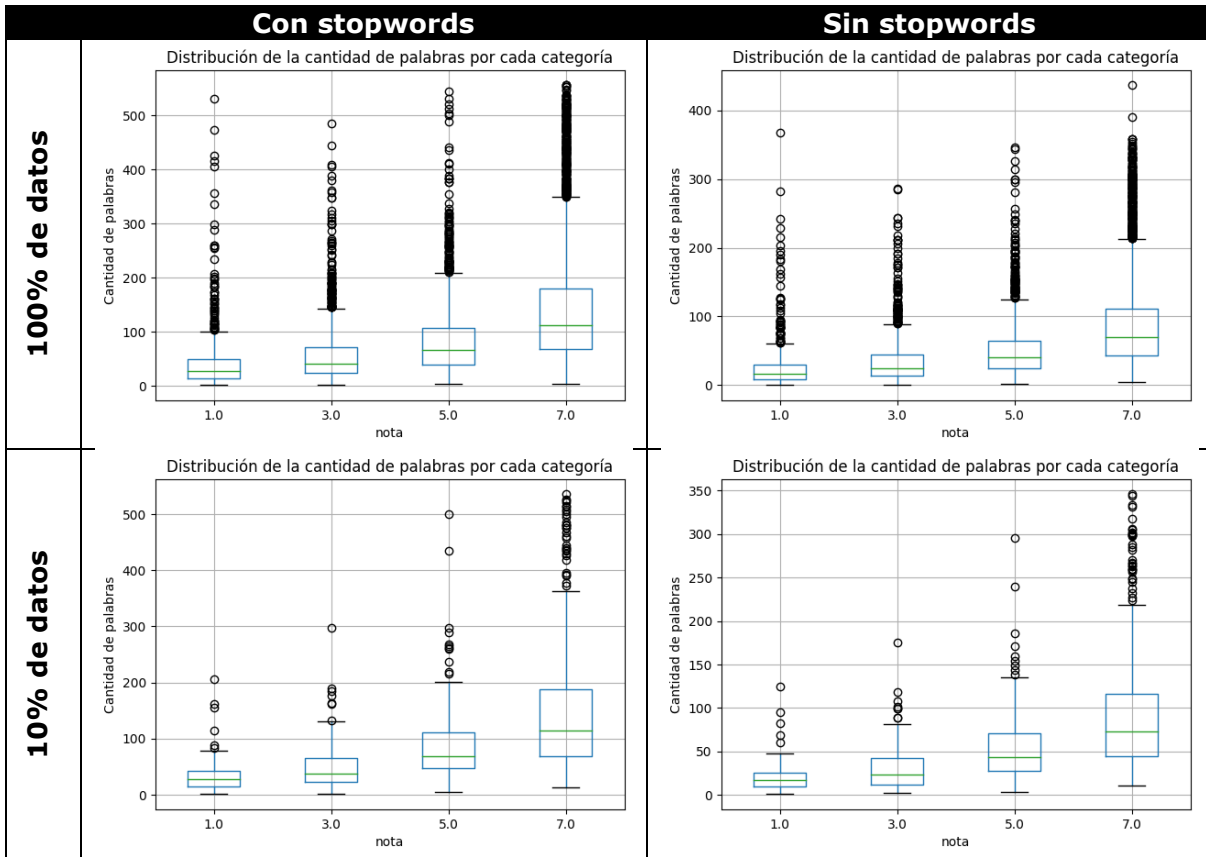 Con stopwords
Sin stopwords
100% de datos
Distribución de la cantidad de palabras por cada categoría
Cantidad de palabras
500
400
300
200
100
0
1.0 3.0 5.0 7.0
nota
Distribución de la cantidad de palabras por cada categoría
Cantidad de palabras
400
300
200
100
0
1.0 3.0 5.0 7.0
nota
10% de datos
Distribución de la cantidad de palabras por cada categoría
Cantidad de palabras
500
400
300
200
100
0
1.0 3.0 5.0 7.0
nota
Distribución de la cantidad de palabras por cada categoría
Cantidad de palabras
350
300
250
200
150
100
50
0
1.0 3.0 5.0 7.0
nota